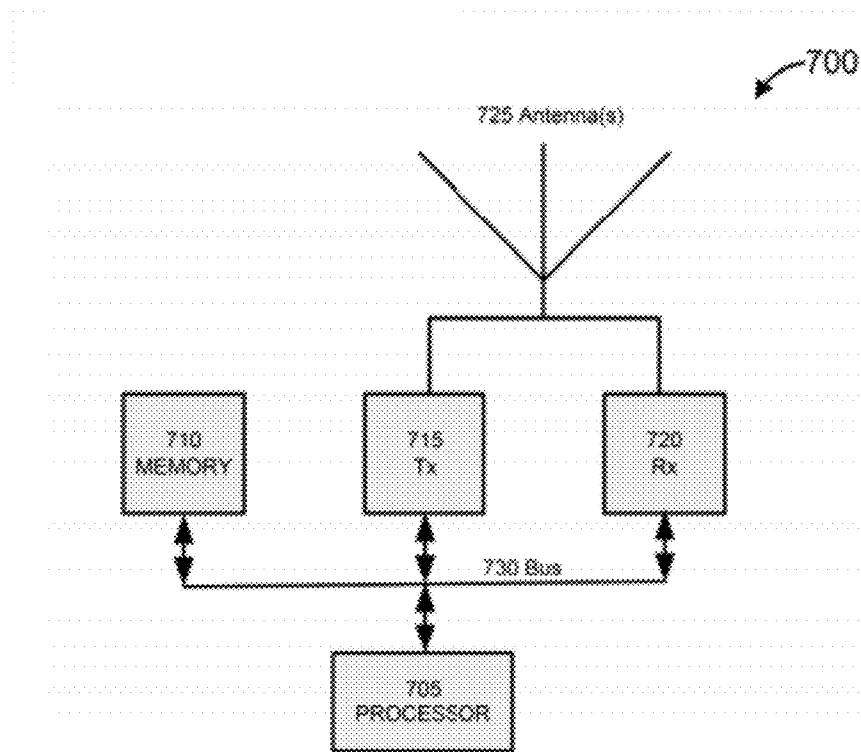 700
725 Antenna(s)
710
MEMORY
715
Tx
720
Rx
730 Bus
705
PROCESSOR